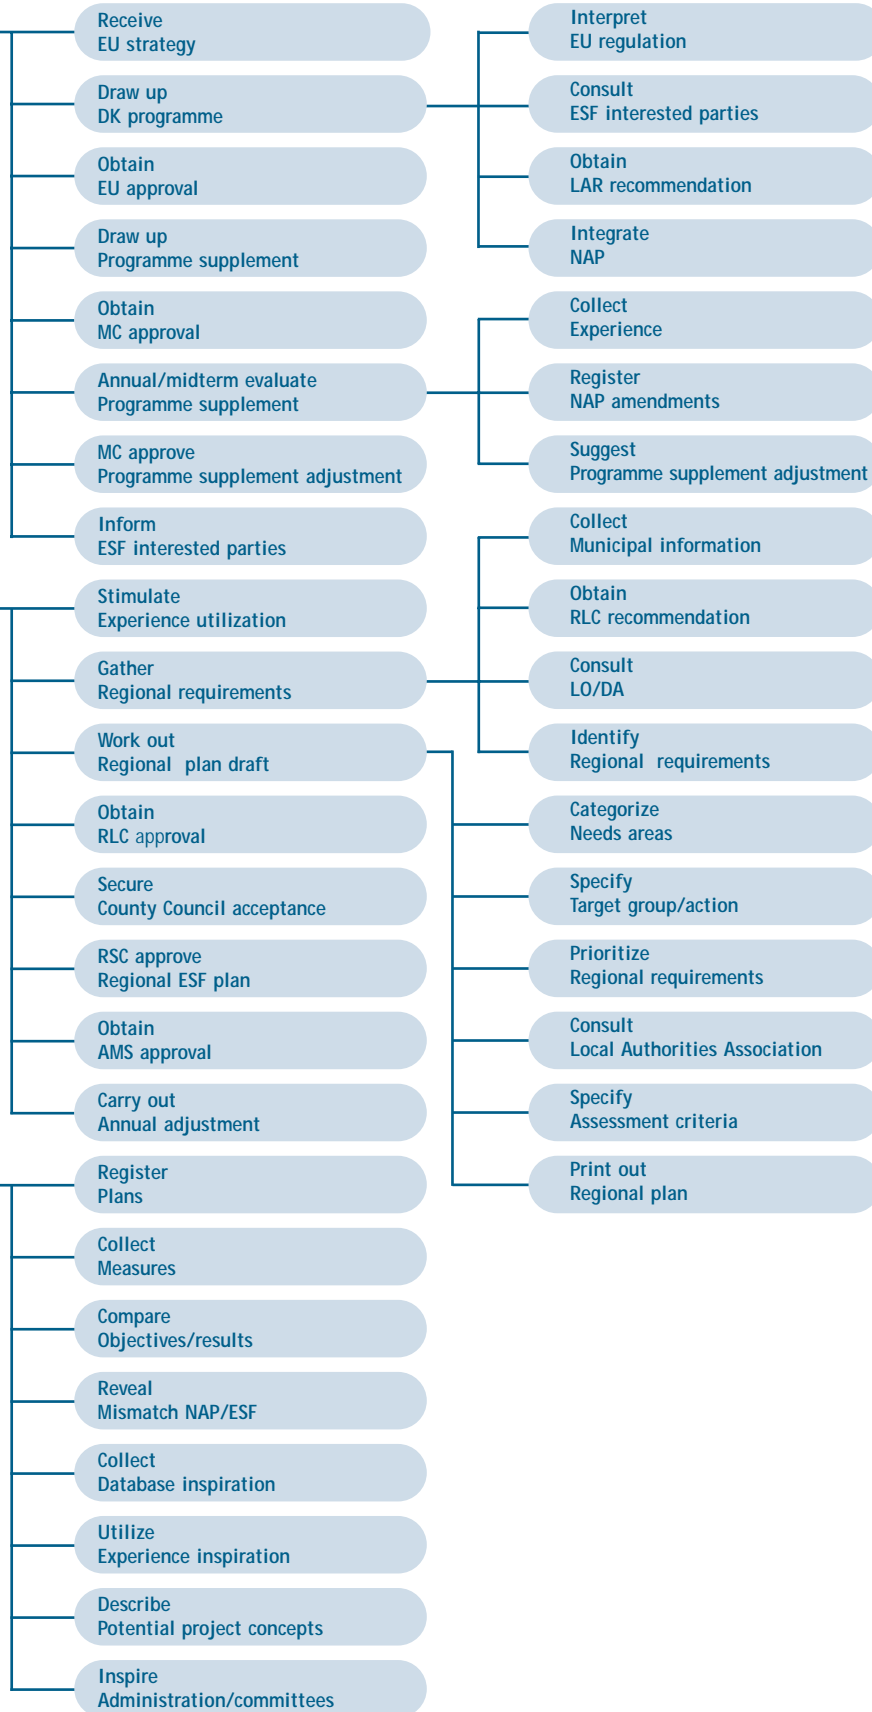 Receive
EU strategy
Draw up
DK programme
Obtain
EU approval
Draw up
Programme supplement
Obtain
MC approval
Annual/midterm evaluate
Programme supplement
MC approve
Programme supplement adjustment
Inform
ESF interested parties
Stimulate
Experience utilization
Gather
Regional requirements
Work out
Regional plan draft
Obtain
RLC approval
Secure
County Council acceptance
RSC approve
Regional ESF plan
Obtain
AMS approval
Carry out
Annual adjustment
Register
Plans
Collect
Measures
Compare
Objectives/results
Reveal
Mismatch NAP/ESF
Collect
Database inspiration
Utilize
Experience inspiration
Describe
Potential project concepts
Inspire
Administration/committees
Interpret
EU regulation
Consult
ESF interested parties
Obtain
LAR recommendation
Integrate
NAP
Collect
Experience
Register
NAP amendments
Suggest
Programme supplement adjustment
Collect
Municipal information
Obtain
RLC recommendation
Consult
LO/DA
Identify
Regional requirements
Categorize
Needs areas
Specify
Target group/action
Prioritize
Regional requirements
Consult
Local Authorities Association
Specify
Assessment criteria
Print out
Regional plan